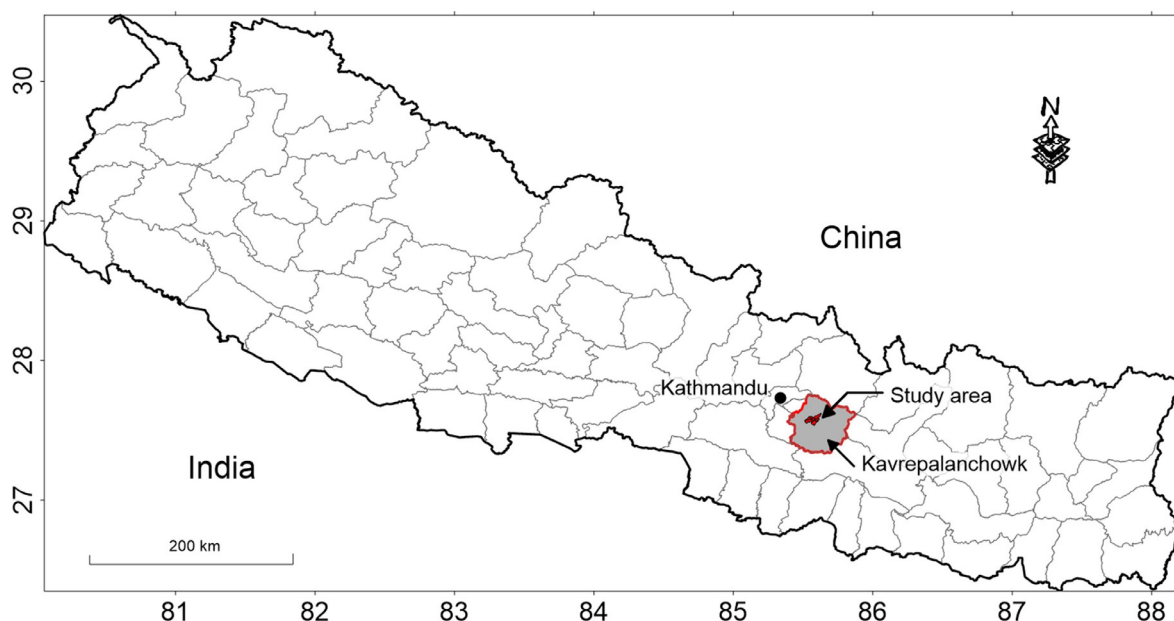 N
30
29
28
27
China
Kathmandu
Study area
Kavrepalanchowk
India
200 km
81 82 83 84 85 86 87 88